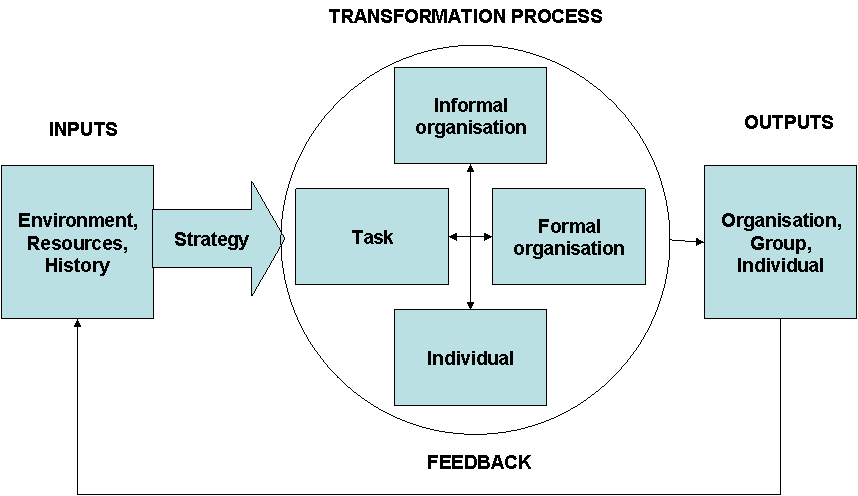 TRANSFORMATION PROCESS
INPUTS
OUTPUTS
Environment,
Resources,
History
Strategy
Informal
organisation
Task
Formal
organisation
Individual
Organisation,
Group,
Individual
FEEDBACK